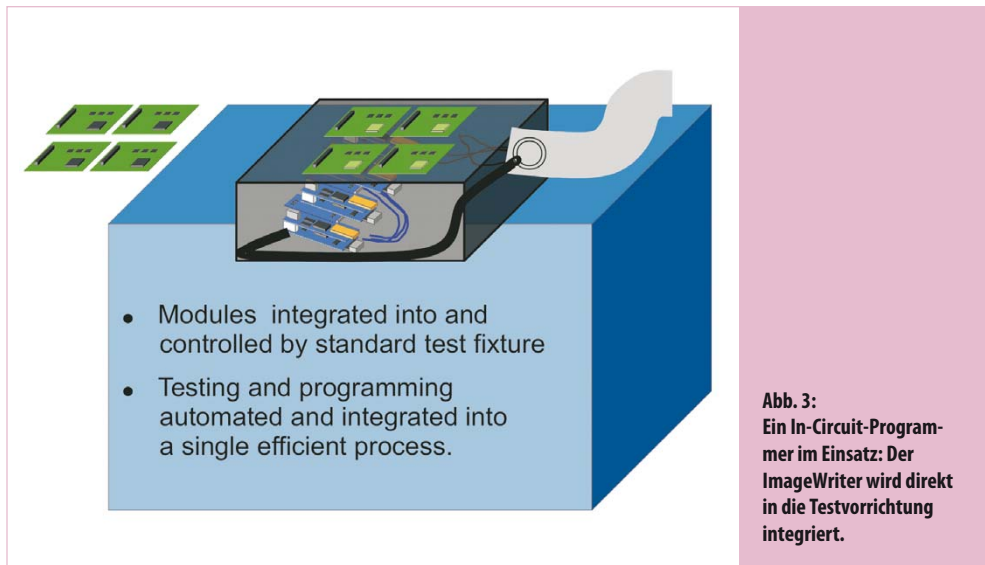 • Modules integrated into and
controlled by standard test fixture
• Testing and programming
automated and integrated into
a single efficient process.
Abb. 3:
Ein In-Circuit-Program-
mer im Einsatz: Der
ImageWriter wird direkt
in die Testvorrichtung
integriert.